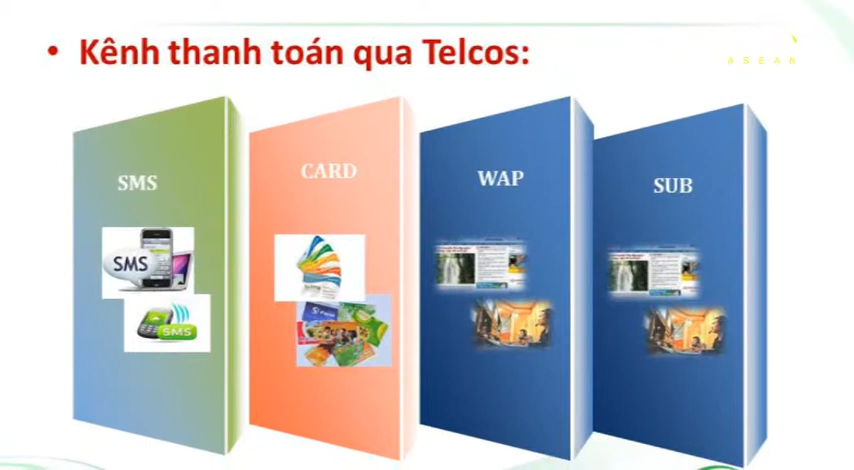 • Kênh thanh toán qua Telcos:
ASEAN
SMS
CARD
WAP
SUB
SMS
SMS